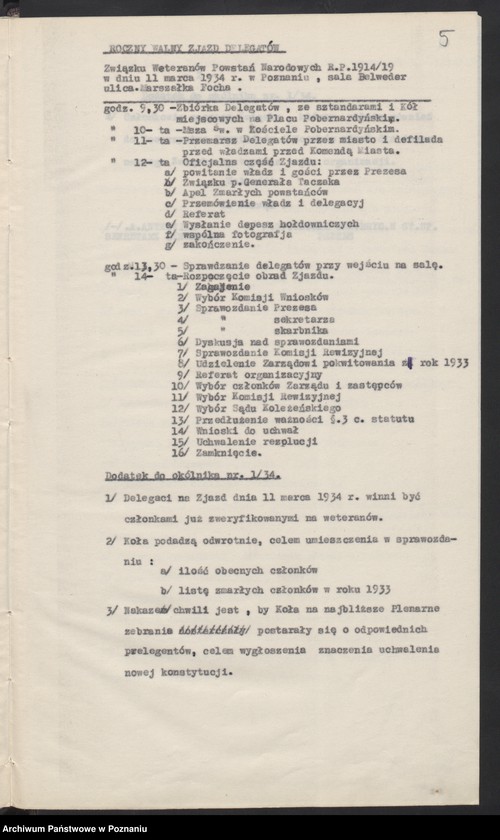 5
ROCZNY WALNY ZJAZD DELEGATÓW
Związku Weteranów Powstań Narodowych R.P.1914/19
w dniu 11 marca 1934 r. w Poznaniu , sala Belweder
ulica.Marszałka Focha .
godz. 9,30 -Zbiórka Delegatów , ze sztandarami i Kół
miejscowych na Placu Pobernardyńskim.
" 10- ta -Msza św. w Kościele Pobernardyńskim.
" 11- ta -Przemarsz Delegatów przez miasto i defilada
przed władzami przed Komendą Miasta.
" 12- ta Oficjalna część Zjazdu:
a/ powitanie władz i gości przez Prezesa
b/ Związku p.Generała Taczaka
b/ Apel Zmarłych powstańców
c/ Przemówienie władz i delegacyj
d/ Referat
e/ Wysłanie depesz hołdowniczych
f/ wspólna fotografja
g/ zakończenie.
godz.13,30 - Sprawdzanie delegatów przy wejściu na salę.
" 14- ta-Rozpoczęcie obrad Zjazdu.
1/ Zagajenie
2/ Wybór Komisji Wniosków
3/ Sprawozdanie Prezesa
4/ " sekretarza
5/ " skarbnika
6/ Dyskusja nad sprawozdaniami
7/ Sprawozdanie Komisji Rewizyjnej
8/ Udzielenie Zarządowi pokwitowania za rok 1933
9/ Referat organizacyjny
10/ Wybór członków Zarządu i zastępców
11/ Wybór Komisji Rewizyjnej
12/ Wybór Sądu Koleżeńskiego
13/ Przedłużenie ważności §.3 c. statutu
14/ Wnioski do uchwał
15/ Uchwalenie rezolucji
16/ Zamknięcie.
Dodatek do okólnika nr. 1/34.
1/ Delegaci na Zjazd dnia 11 marca 1934 r. winni być
członkami już zweryfikowanymi na weteranów.
2/ Koła podadzą odwrotnie, celem umieszczenia w sprawozda-
niu :
a/ ilość obecnych członków
b/ listę zmarłych członków w roku 1933
3/ Nakazem chwili jest , by Koła na najbliższe Plenarne
zebrania postarały się o odpowiednich
prelegentów, celem wygłoszenia znaczenia uchwalenia
nowej konstytucji.
Archiwum Państwowe w Poznaniu